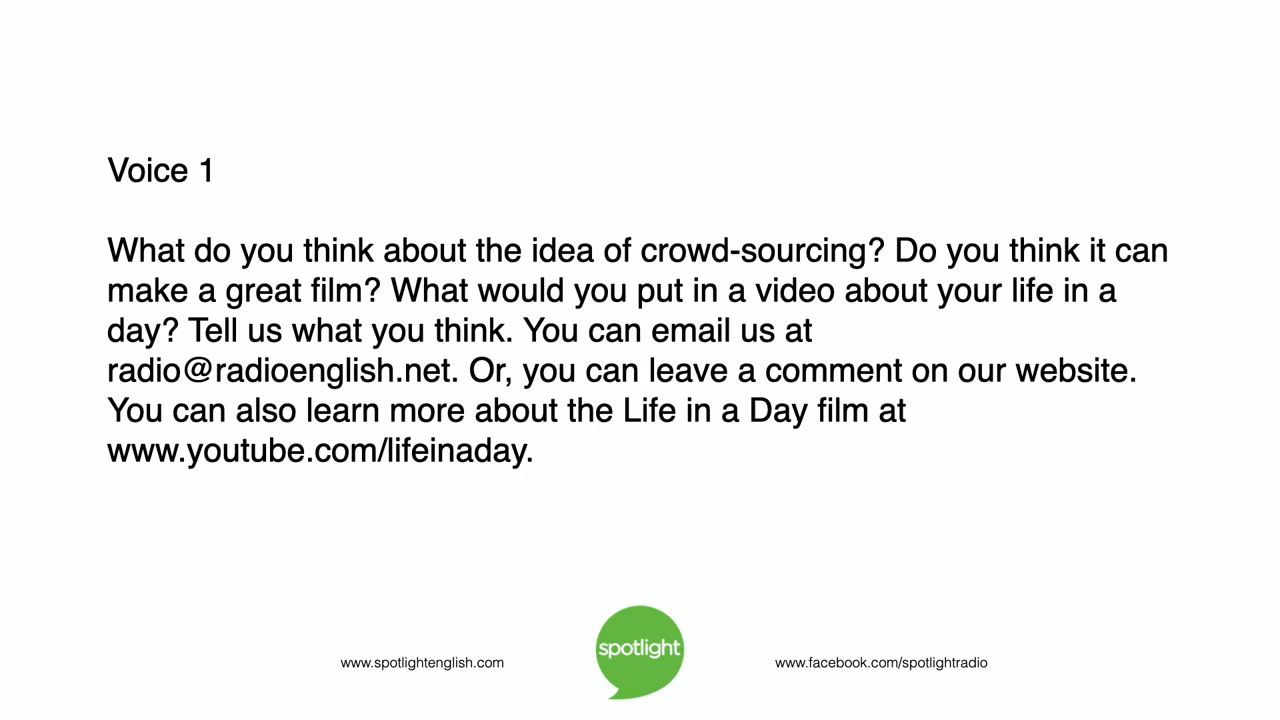 Voice 1
What do you think about the idea of crowd-sourcing? Do you think it can
make a great film? What would you put in a video about your life in a
day? Tell us what you think. You can email us at
radio@radioenglish.net. Or, you can leave a comment on our website.
You can also learn more about the Life in a Day film at
www.youtube.com/lifeinaday.
spotlight
www.spotlightenglish.com
www.facebook.com/spotlightradio